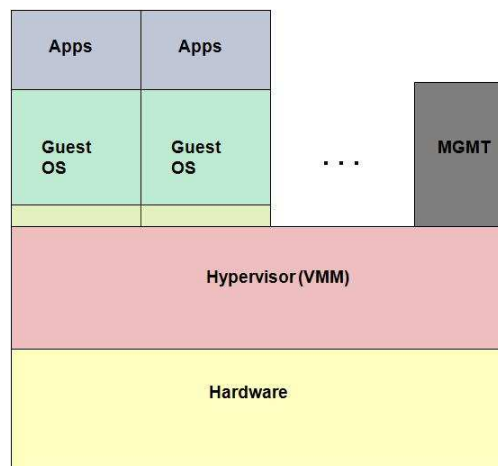 Apps Apps
Guest OS Guest OS
. . .
MGMT
Hypervisor (VMM)
Hardware